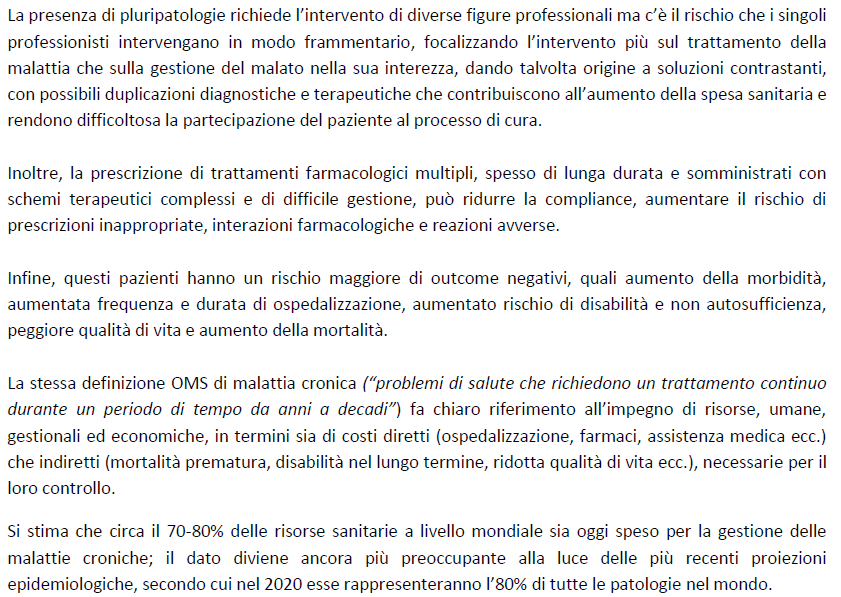 La presenza di pluripatologie richiede l’intervento di diverse figure professionali ma c’è il rischio che i singoli
professionisti intervengano in modo frammentario, focalizzando l’intervento più sul trattamento della
malattia che sulla gestione del malato nella sua interezza, dando talvolta origine a soluzioni contrastanti,
con possibili duplicazioni diagnostiche e terapeutiche che contribuiscono all’aumento della spesa sanitaria e
rendono difficoltosa la partecipazione del paziente al processo di cura.
Inoltre, la prescrizione di trattamenti farmacologici multipli, spesso di lunga durata e somministrati con
schemi terapeutici complessi e di difficile gestione, può ridurre la compliance, aumentare il rischio di
prescrizioni inappropriate, interazioni farmacologiche e reazioni avverse.
Infine, questi pazienti hanno un rischio maggiore di outcome negativi, quali aumento della morbidità,
aumentata frequenza e durata di ospedalizzazione, aumentato rischio di disabilità e non autosufficienza,
peggiore qualità di vita e aumento della mortalità.
La stessa definizione OMS di malattia cronica (“problemi di salute che richiedono un trattamento continuo
durante un periodo di tempo da anni a decadi”) fa chiaro riferimento all’impegno di risorse, umane,
gestionali ed economiche, in termini sia di costi diretti (ospedalizzazione, farmaci, assistenza medica ecc.)
che indiretti (mortalità prematura, disabilità nel lungo termine, ridotta qualità di vita ecc.), necessarie per il
loro controllo.
Si stima che circa il 70-80% delle risorse sanitarie a livello mondiale sia oggi speso per la gestione delle
malattie croniche; il dato diviene ancora più preoccupante alla luce delle più recenti proiezioni
epidemiologiche, secondo cui nel 2020 esse rappresenteranno l’80% di tutte le patologie nel mondo.